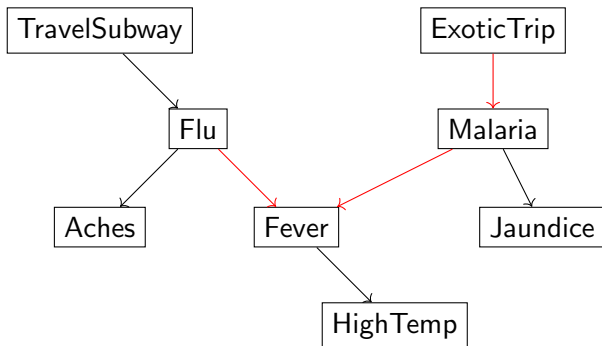 TravelSubway
ExoticTrip
Flu
Malaria
Aches
Fever
Jaundice
HighTemp